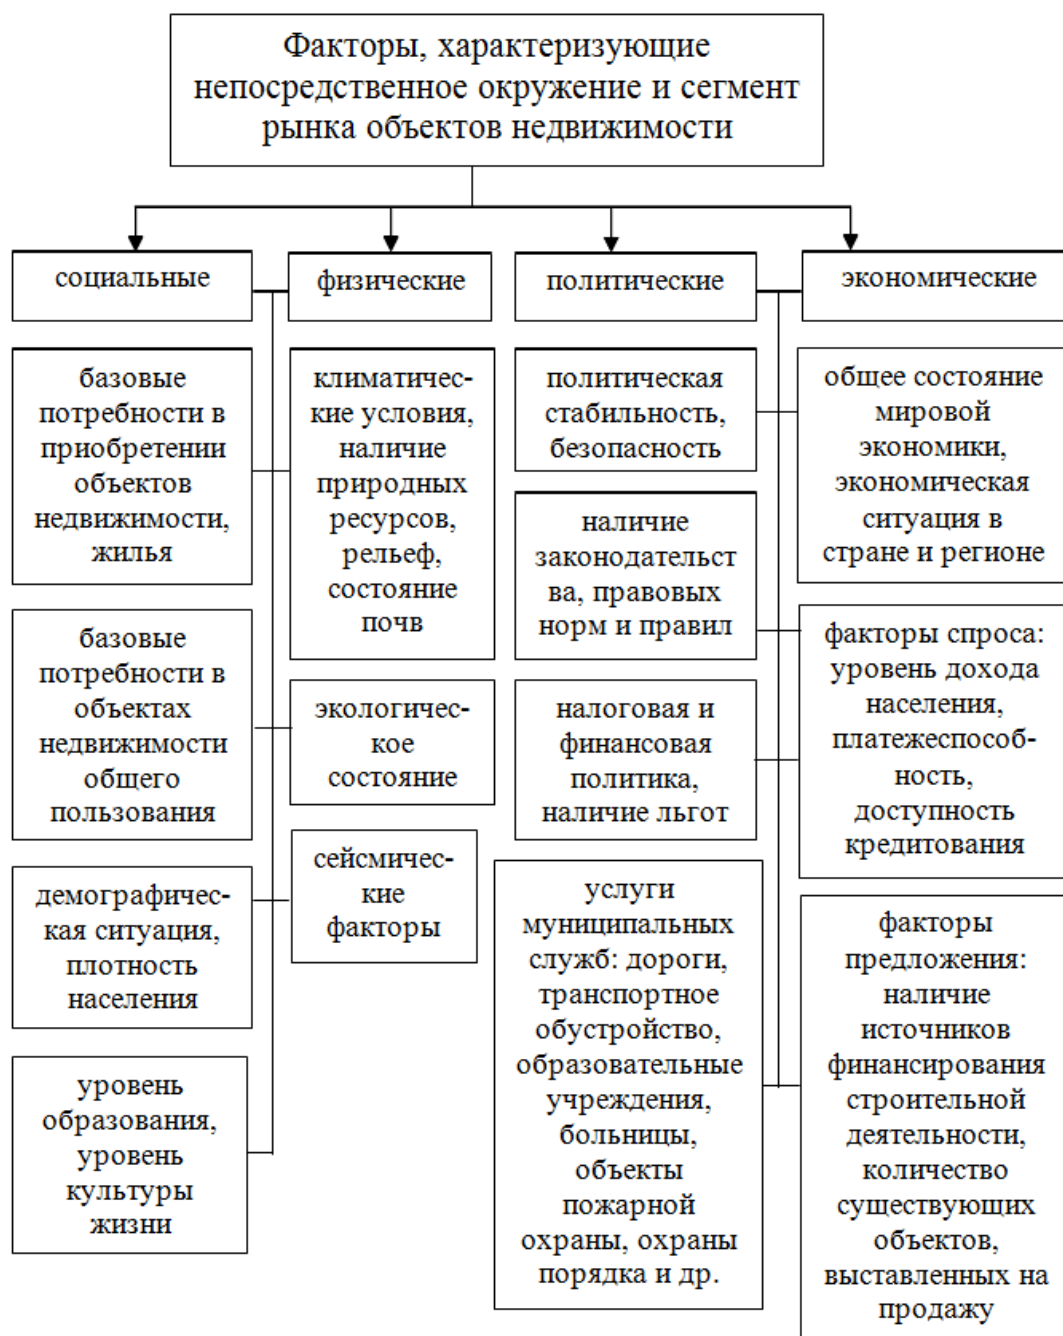 Факторы, характеризующие
непосредственное окружение и сегмент
рынка объектов недвижимости
социальные
физические
политические
экономические
базовые
потребности в
приобретении
объектов
недвижимости,
жилья
базовые
потребности в
объектах
недвижимости
общего
пользования
демографичес-
кая ситуация,
плотность
населения
уровень
образования,
уровень
культуры
жизни
климатичес-
кие условия,
наличие
природных
ресурсов,
рельеф,
состояние
почв
экологичес-
кое
состояние
сейсмичес-
кие
факторы
политическая
стабильность,
безопасность
наличие
законодательст
ва, правовых
норм и правил
налоговая и
финансовая
политика,
наличие льгот
услуги
муниципальных
служб: дороги,
транспортное
обустройство,
образовательные
учреждения,
больницы,
объекты
пожарной
охраны, охраны
порядка и др.
общее состояние
мировой
экономики,
экономическая
ситуация в
стране и регионе
факторы спроса:
уровень дохода
населения,
платежеспособ-
ность,
доступность
кредитования
факторы
предложения:
наличие
источников
финансирования
строительной
деятельности,
количество
существующих
объектов,
выставленных на
продажу